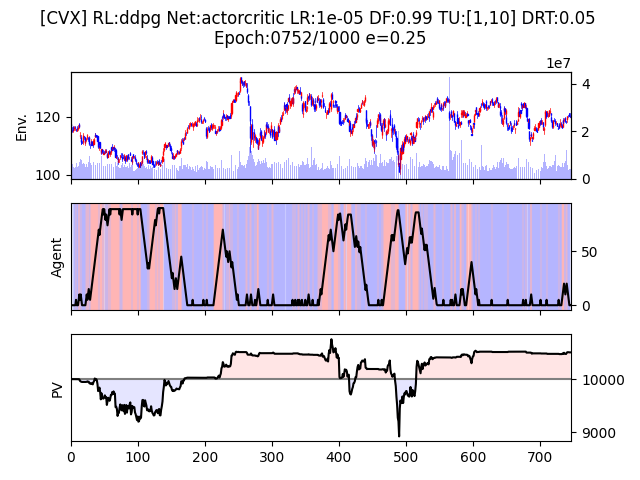 [CVX] RL:ddpg Net:actorcritic LR:1e-05 DF:0.99 TU:[1,10] DRT:0.05
Epoch:0752/1000 e=0.25
1e7
Env.
120
100
4
2
0
Agent
50
0
PV
10000
9000
0 100 200 300 400 500 600 700